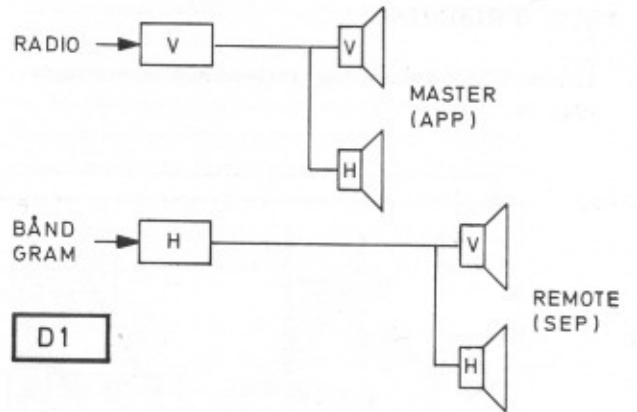 RADIO
V
V
MASTER
(APP)
H
BÅND
GRAM
H
V
REMOTE
(SEP)
H
D1